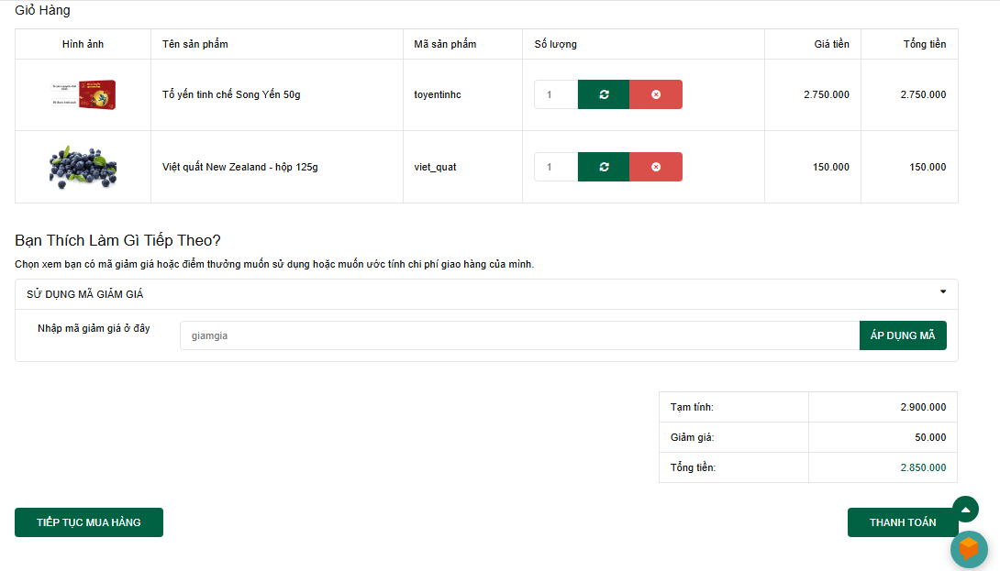 Giỏ Hàng
Hình ảnh Tên sản phẩm Mã sản phẩm Số lượng Giá tiền Tổng tiền
Tổ yến tinh chế Song Yến 50g toyentinhc 1 2.750.000 2.750.000
Việt quất New Zealand - hộp 125g viet_quat 1 150.000 150.000
Bạn Thích Làm Gì Tiếp Theo?
Chọn xem bạn có mã giảm giá hoặc điểm thưởng muốn sử dụng hoặc muốn ước tính chi phí giao hàng của mình.
SỬ DỤNG MÃ GIẢM GIÁ
Nhập mã giảm giá ở đây giamgia ÁP DỤNG MÃ
Tạm tính: 2.900.000
Giảm giá: 50.000
Tổng tiền: 2.850.000
TIẾP TỤC MUA HÀNG THANH TOÁN